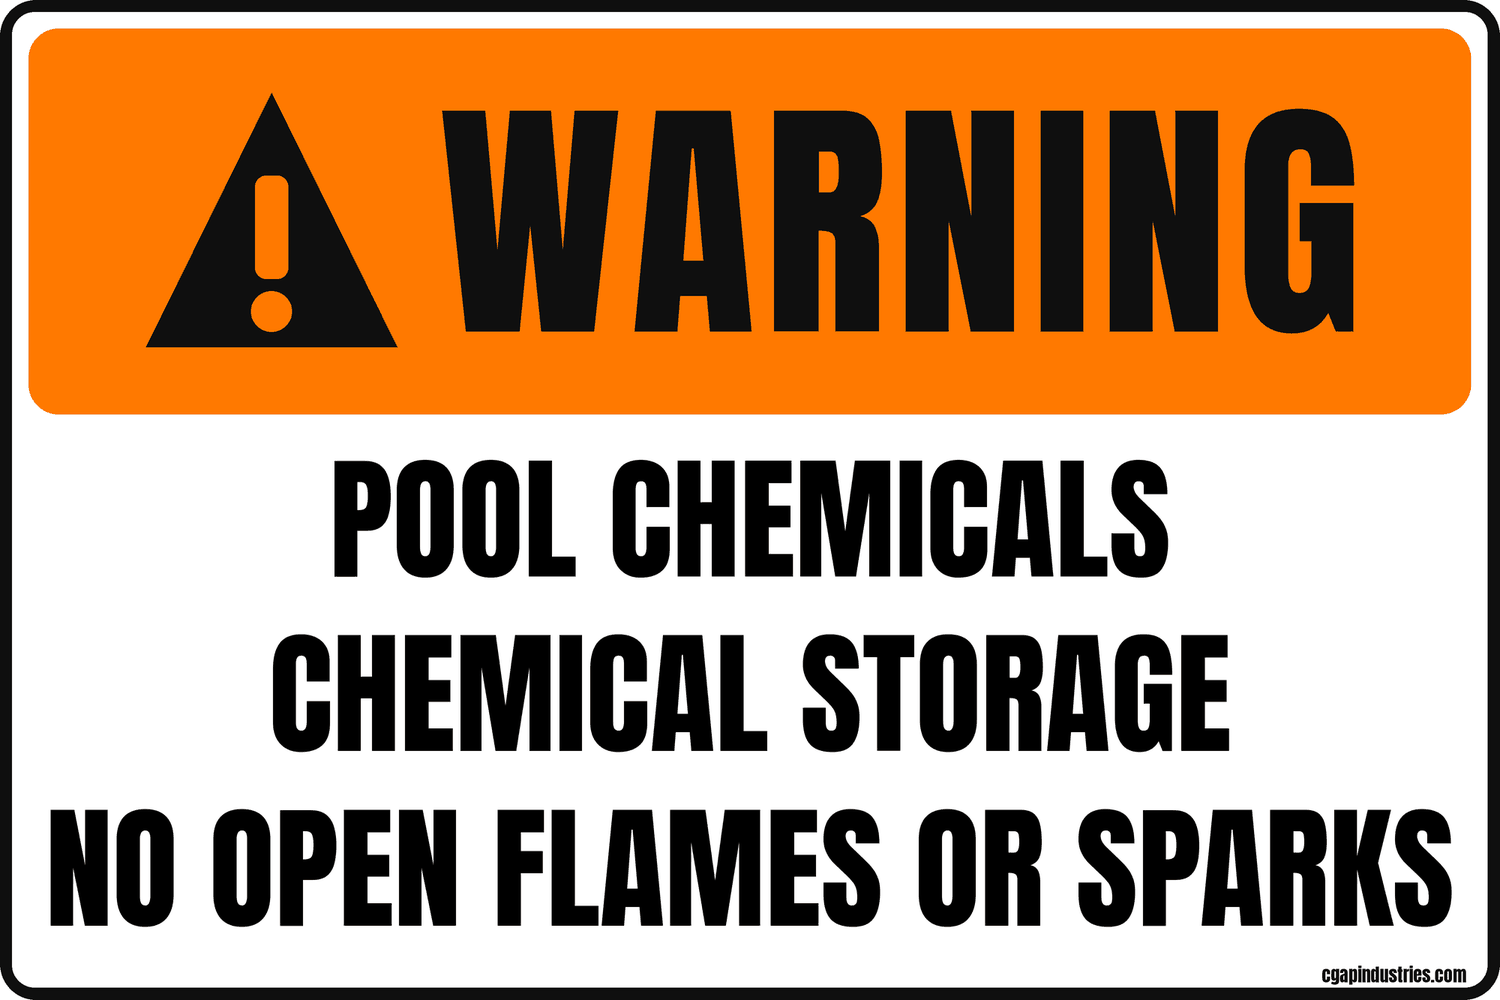 WARNING
POOL CHEMICALS
CHEMICAL STORAGE
NO OPEN FLAMES OR SPARKS
cgapindustries.com